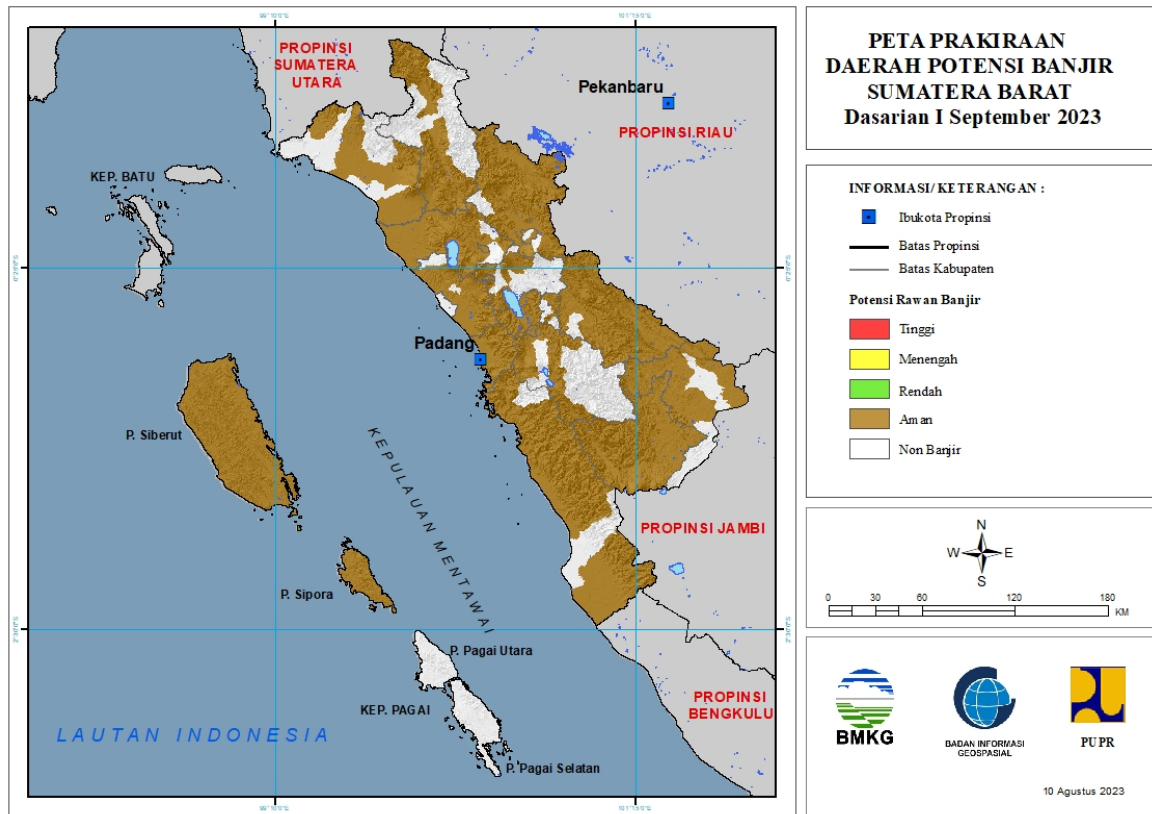 PETA PRAKIRAAN
DAERAH POTENSI BANJIR
SUMATERA BARAT
Dasarian I September 2023
INFORMASI/ KETERANGAN :
Ibukota Propinsi
Batas Propinsi
Batas Kabupaten
Potensi Rawan Banjir
Tinggi
Menengah
Rendah
Aman
Non Banjir
N
W E
S
0 30 60 120 180
KM
BMKG
BADAN INFORMASI
GEOSPASIAL
PUPR
10 Agustus 2023
PROPINSI
SUMATERA
UTARA
Pekanbaru
PROPINSI RIAU
KEP. BATU
Padang
P. Siberut
KEPULAUAN MENTAWAI
PROPINSI JAMBI
P. Sipora
P. Pagai Utara
KEP. PAGAI
PROPINSI
BENGKULU
LAUTAN INDONESIA
P. Pagai Selatan